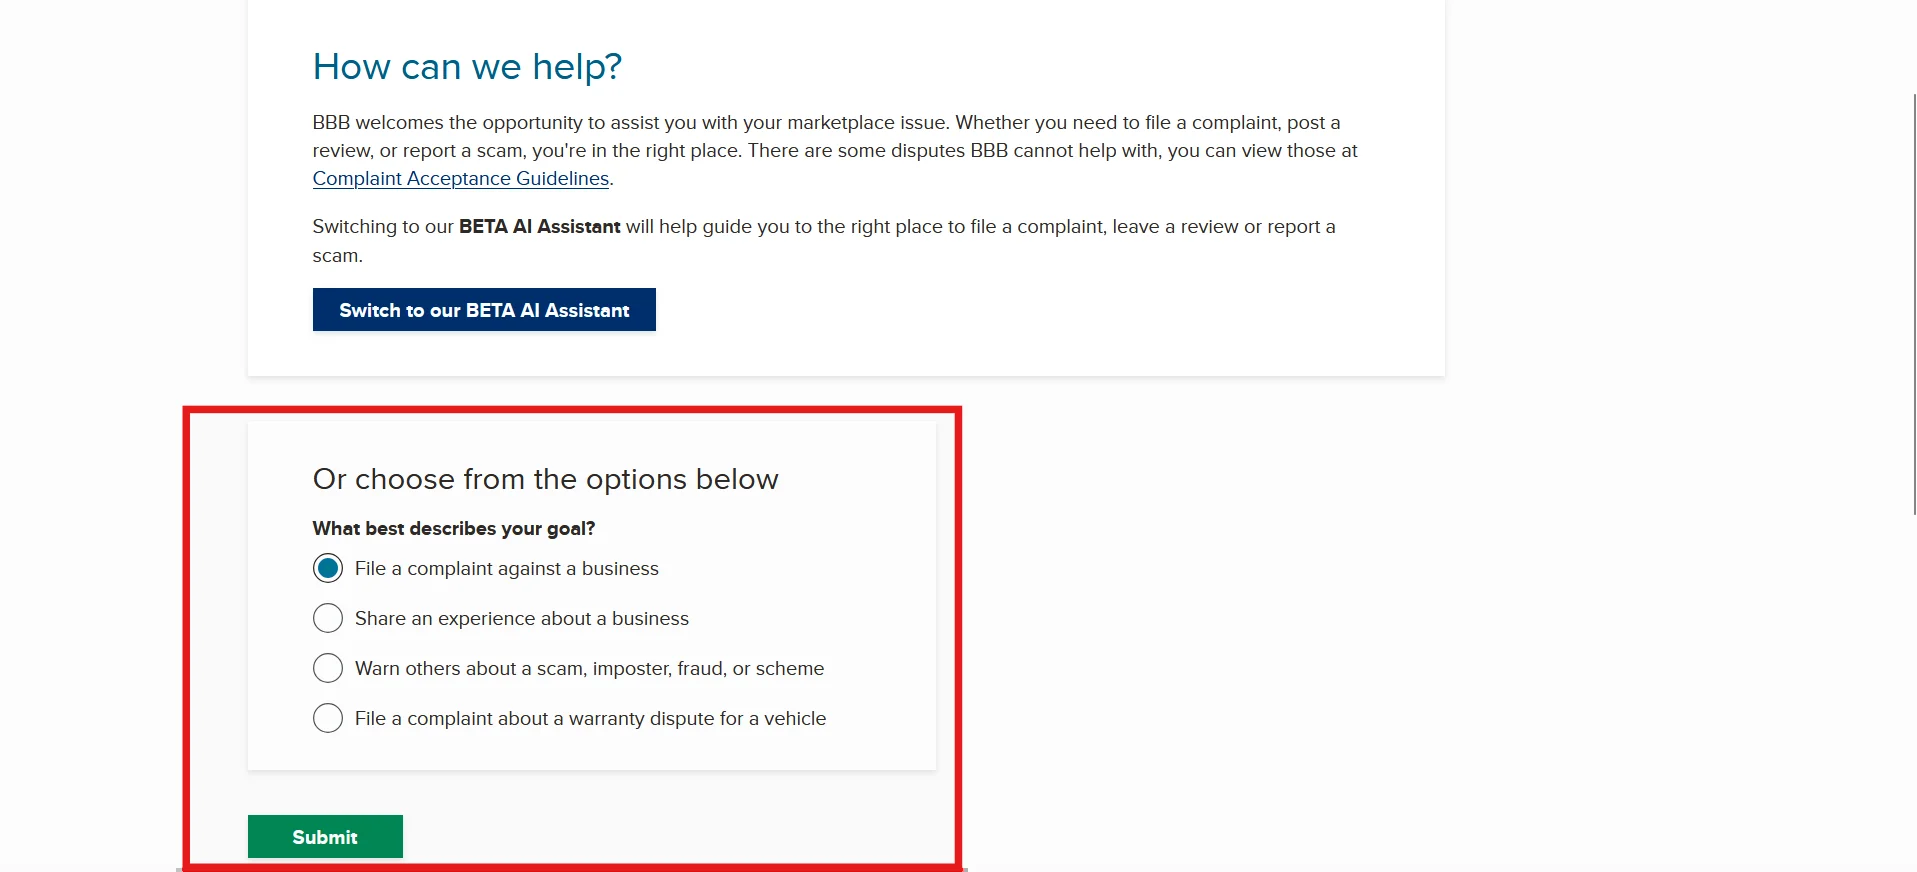 How can we help?
BBB welcomes the opportunity to assist you with your marketplace issue. Whether you need to file a complaint, post a
review, or report a scam, you're in the right place. There are some disputes BBB cannot help with, you can view those at
Complaint Acceptance Guidelines.
Switching to our BETA AI Assistant will help guide you to the right place to file a complaint, leave a review or report a
scam.
Switch to our BETA AI Assistant
Or choose from the options below
What best describes your goal?
File a complaint against a business
Share an experience about a business
Warn others about a scam, imposter, fraud, or scheme
File a complaint about a warranty dispute for a vehicle
Submit